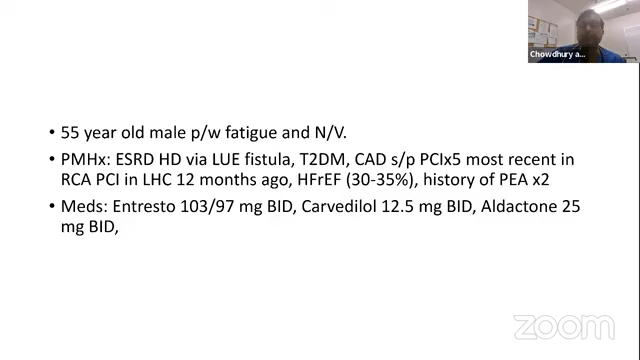 Chowdhury a...
• 55 year old male p/w fatigue and N/V.
• PMHx: ESRD HD via LUE fistula, T2DM, CAD s/p PCIx5 most recent in
RCA PCI in LHC 12 months ago, HFrEF (30-35%), history of PEA x2
• Meds: Entresto 103/97 mg BID, Carvedilol 12.5 mg BID, Aldactone 25
mg BID,
zoom